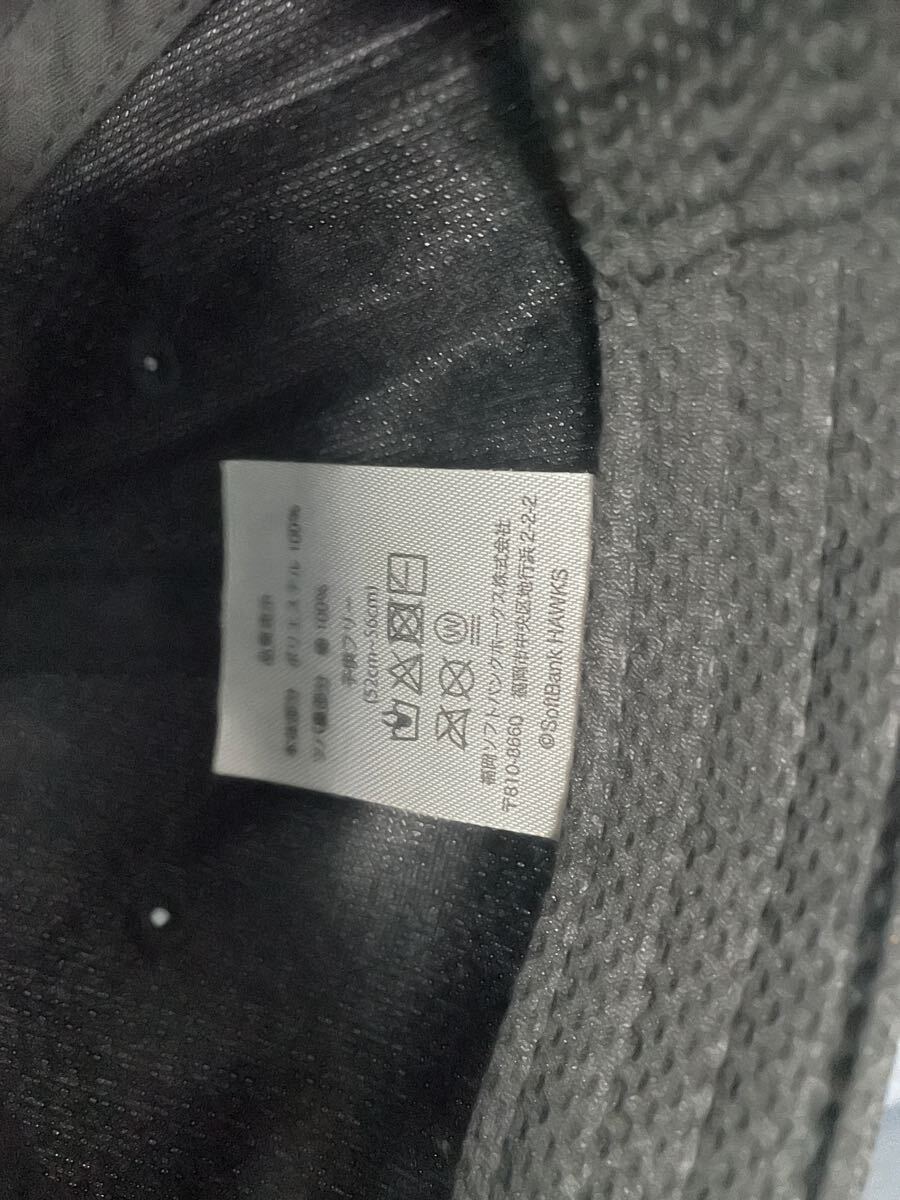 品質表示
本体部分 ポリエステル 100%
ツバ裏部分 綿 100%
子供フリー
(52cm~56cm)
福岡ソフトバンクホークス株式会社
〒810-8660 福岡市中央区地行浜2-2-2
©SoftBank HAWKS